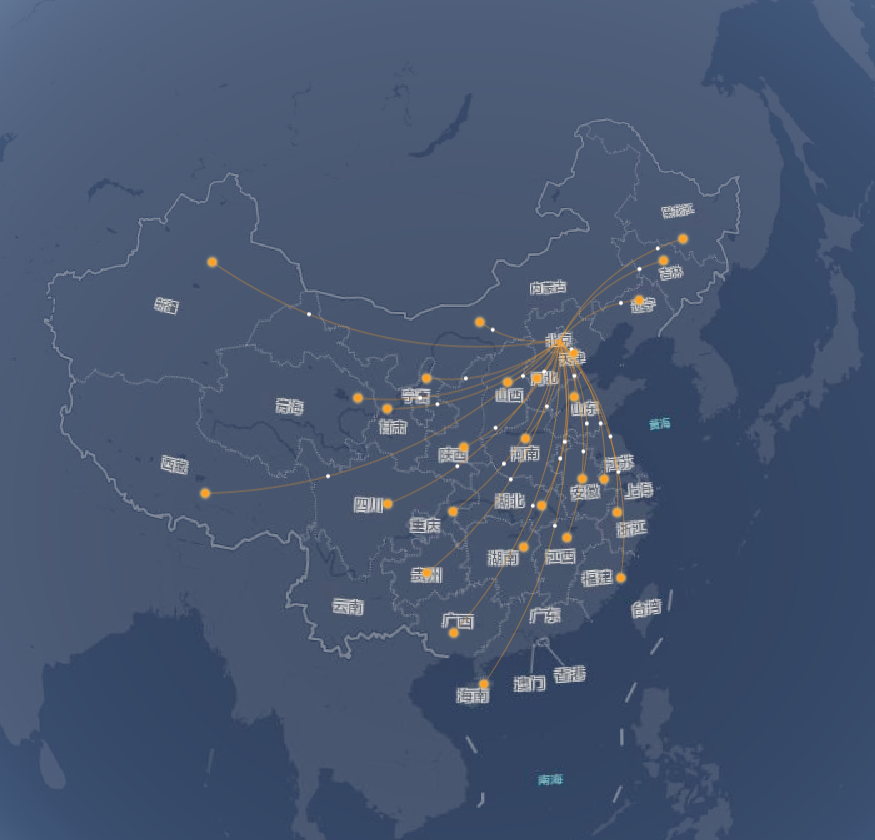 黑龙江
吉林
内蒙古
辽宁
新疆
北京
天津
河北
宁夏
山西
青海
山东
甘肃
黄海
陕西
河南
西藏
江苏
安徽
上海
四川
湖北
重庆
浙江
湖南
江西
贵州
福建
云南
台湾
广东
广西
香港
澳门
海南
南海